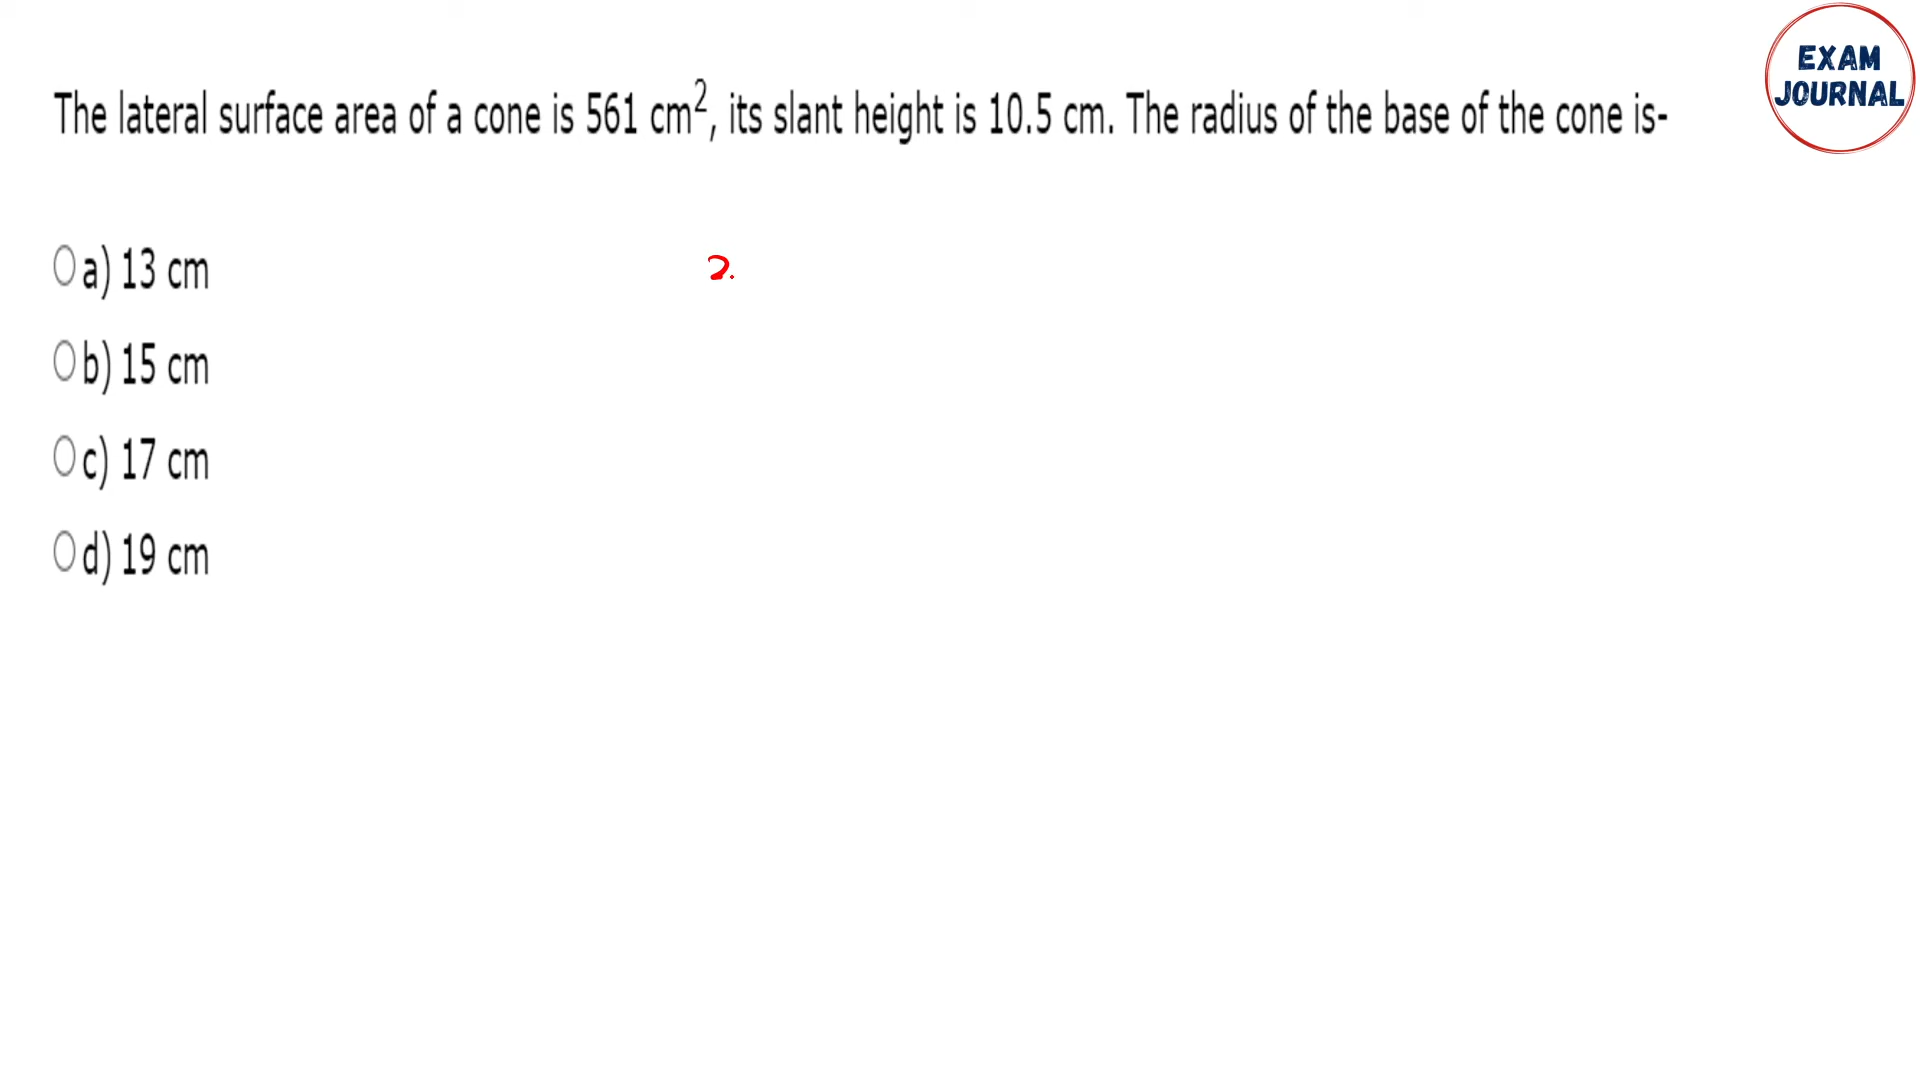 EXAM
JOURNAL
The lateral surface area of a cone is 561 cm², its slant height is 10.5 cm. The radius of the base of the cone is-
a) 13 cm
2.
b) 15 cm
c) 17 cm
d) 19 cm